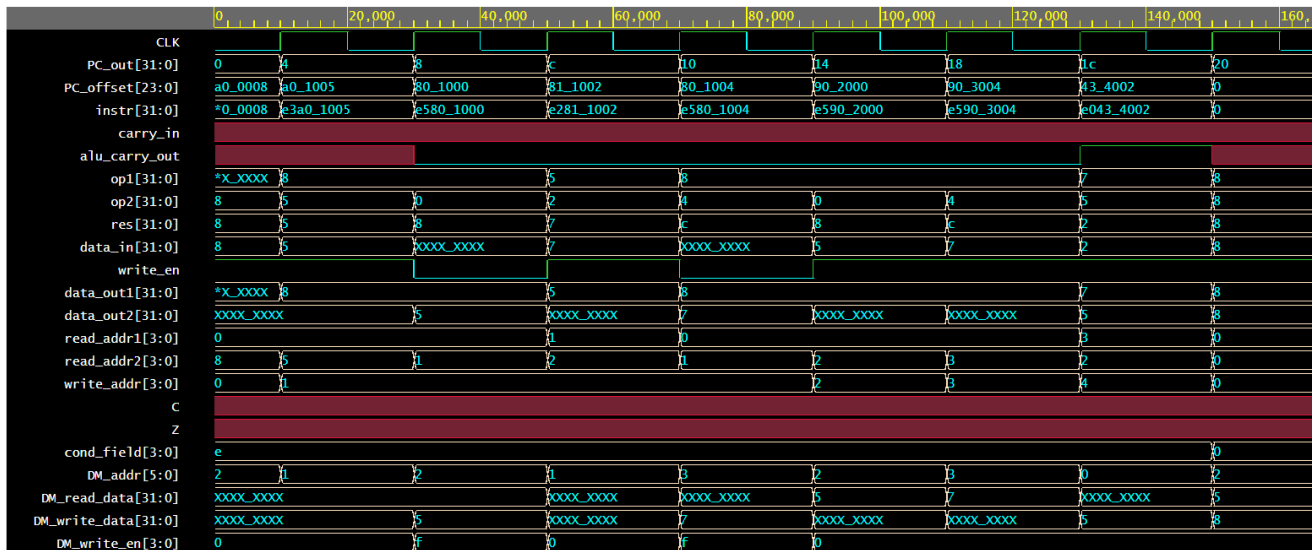 0 20,000 40,000 60,000 80,000 100,000 120,000 140,000 160,
CLK
PC_out[31:0] 0 4 8 c 10 14 18 1c 20
PC_offset[23:0] a0_0008 a0_1005 80_1000 81_1002 80_1004 90_2000 90_3004 43_4002 0
instr[31:0] *0_0008 e3a0_1005 e580_1000 e281_1002 e580_1004 e590_2000 e590_3004 e043_4002 0
carry_in
alu_carry_out
op1[31:0] *X_XXXX 8 5 8 7 8
op2[31:0] 8 5 0 2 4 0 4 5 8
res[31:0] 8 5 8 7 c 8 c 2 8
data_in[31:0] 8 5 XXXX_XXXX 7 XXXX_XXXX 5 7 2 8
write_en
data_out1[31:0] *X_XXXX 8 5 8 7 8
data_out2[31:0] XXXX_XXXX 5 XXXX_XXXX 7 XXXX_XXXX XXXX_XXXX 5 8
read_addr1[3:0] 0 1 0 3 0
read_addr2[3:0] 8 5 1 2 1 2 3 2 0
write_addr[3:0] 0 1 2 3 4 0
C
Z
cond_field[3:0] e 0
DM_addr[5:0] 2 1 2 1 3 2 3 0 2
DM_read_data[31:0] XXXX_XXXX XXXX_XXXX XXXX_XXXX 5 7 XXXX_XXXX 5
DM_write_data[31:0] XXXX_XXXX 5 XXXX_XXXX 7 XXXX_XXXX XXXX_XXXX 5 8
DM_write_en[3:0] 0 f 0 f 0